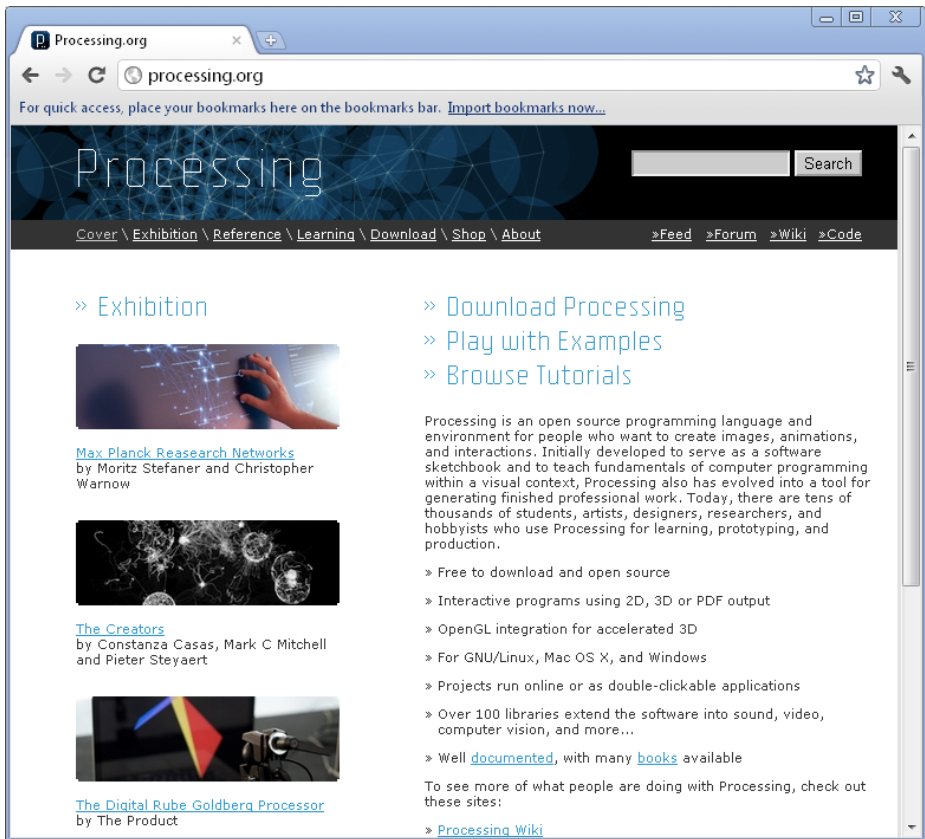 Processing.org
processing.org
For quick access, place your bookmarks here on the bookmarks bar. Import bookmarks now...
Processing
Search
Cover \ Exhibition \ Reference \ Learning \ Download \ Shop \ About
»Feed »Forum »Wiki »Code
» Exhibition
Max Planck Reasearch Networks
by Moritz Stefaner and Christopher
Warnow
The Creators
by Constanza Casas, Mark C Mitchell
and Pieter Steyaert
The Digital Rube Goldberg Processor
by The Product
» Download Processing
» Play with Examples
» Browse Tutorials
Processing is an open source programming language and
environment for people who want to create images, animations,
and interactions. Initially developed to serve as a software
sketchbook and to teach fundamentals of computer programming
within a visual context, Processing also has evolved into a tool for
generating finished professional work. Today, there are tens of
thousands of students, artists, designers, researchers, and
hobbyists who use Processing for learning, prototyping, and
production.
» Free to download and open source
» Interactive programs using 2D, 3D or PDF output
» OpenGL integration for accelerated 3D
» For GNU/Linux, Mac OS X, and Windows
» Projects run online or as double-clickable applications
» Over 100 libraries extend the software into sound, video,
computer vision, and more...
» Well documented, with many books available
To see more of what people are doing with Processing, check out
these sites:
» Processing Wiki